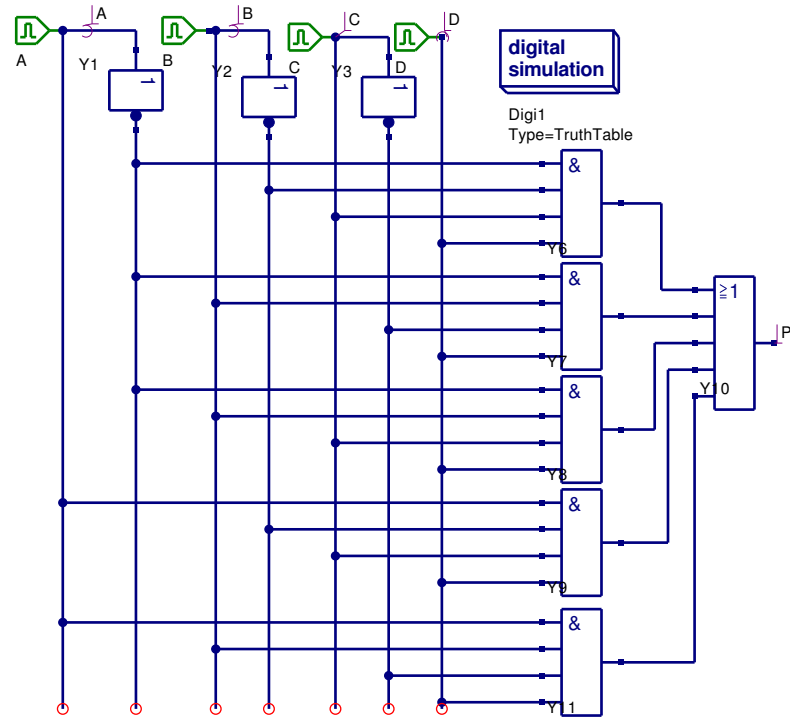 A
B
C
D
digital
simulation
A
Y1
B
Y2
C
Y3
D
1
1
1
Digi1
Type=TruthTable
&
Y6
&
≧1
P
Y7
&
Y10
Y8
&
Y9
&
Y11